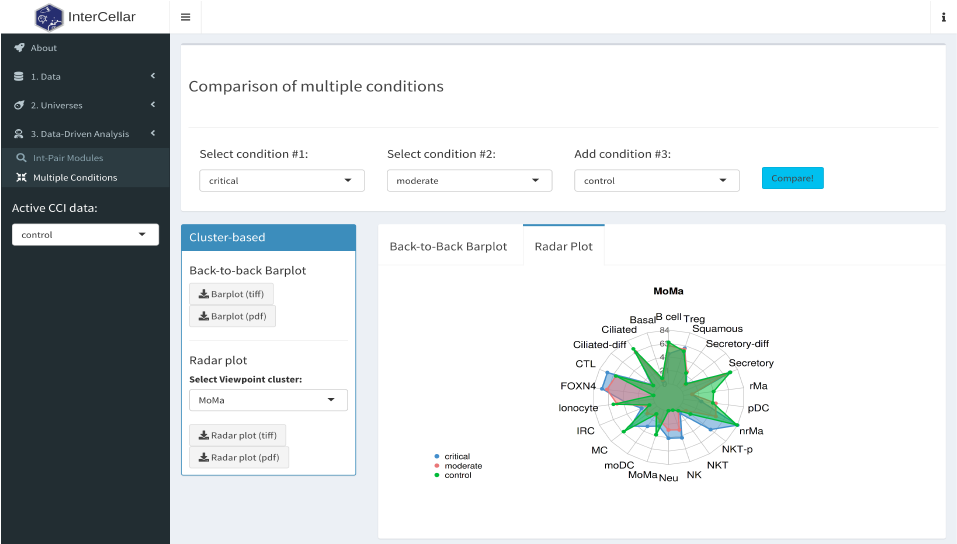 InterCellar
About
1. Data
2. Universes
3. Data-Driven Analysis
Int-Pair Modules
Multiple Conditions
Active CCI data:
control
Comparison of multiple conditions
Select condition #1:
Select condition #2:
Add condition #3:
critical
moderate
control
Compare!
Cluster-based
Back-to-back Barplot
Barplot (tiff)
Barplot (pdf)
Radar plot
Select Viewpoint cluster:
MoMa
Radar plot (tiff)
Radar plot (pdf)
Back-to-Back Barplot
Radar Plot
MoMa
B cell
Treg
Basal
Squamous
Ciliated
84
Secretory-diff
Ciliated-diff
63
Secretory
CTL
rMa
FOXN4
pDC
Ionocyte
nrMa
IRC
NKT-p
MC
NKT
moDC
NK
MoMa
Neu
critical
moderate
control